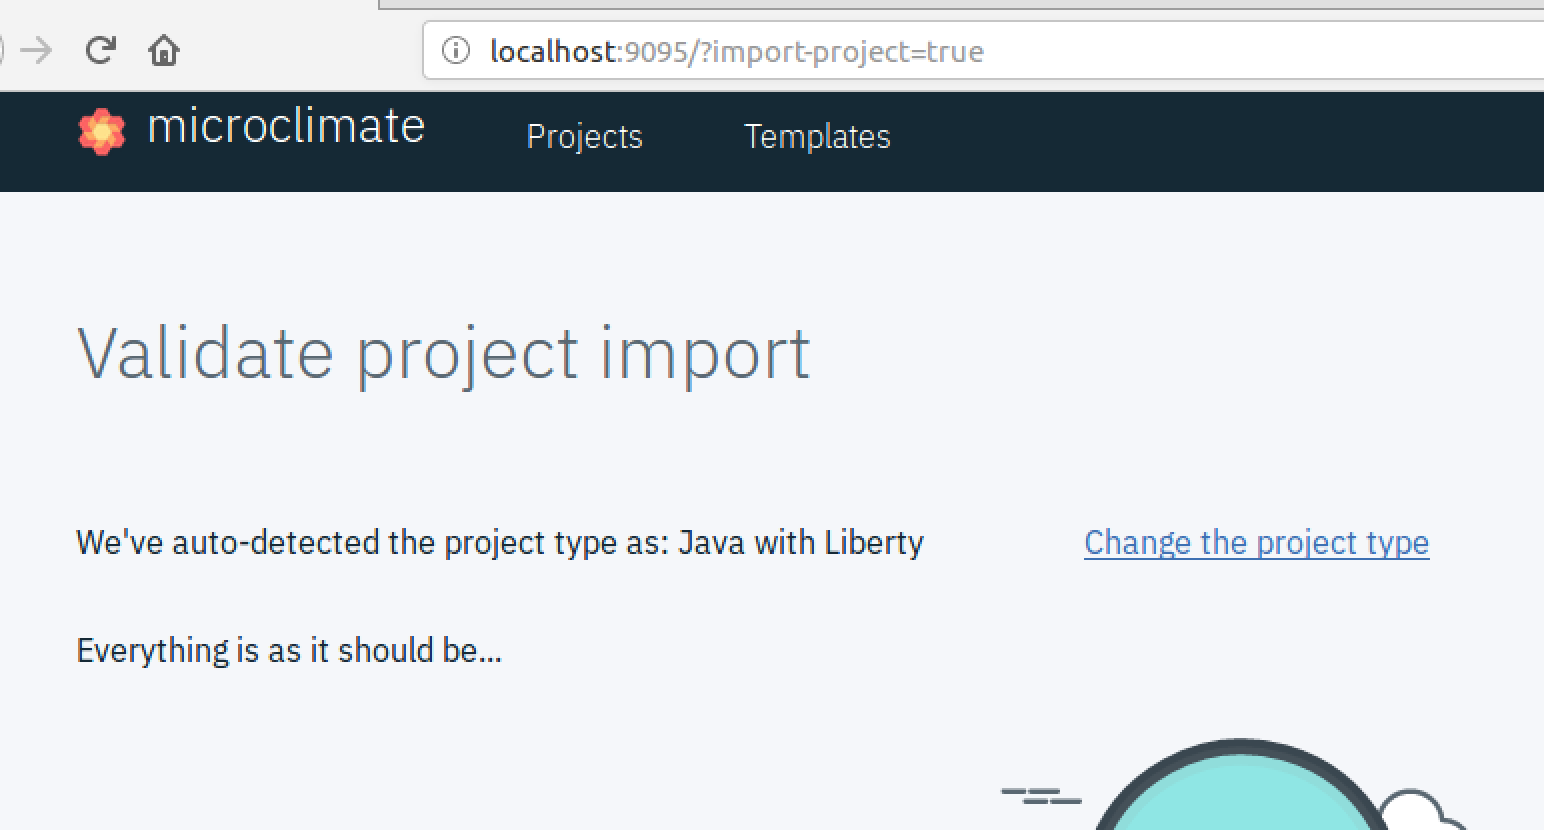 localhost:9095/?import-project=true
microclimate Projects Templates
Validate project import
We've auto-detected the project type as: Java with Liberty Change the project type
Everything is as it should be...